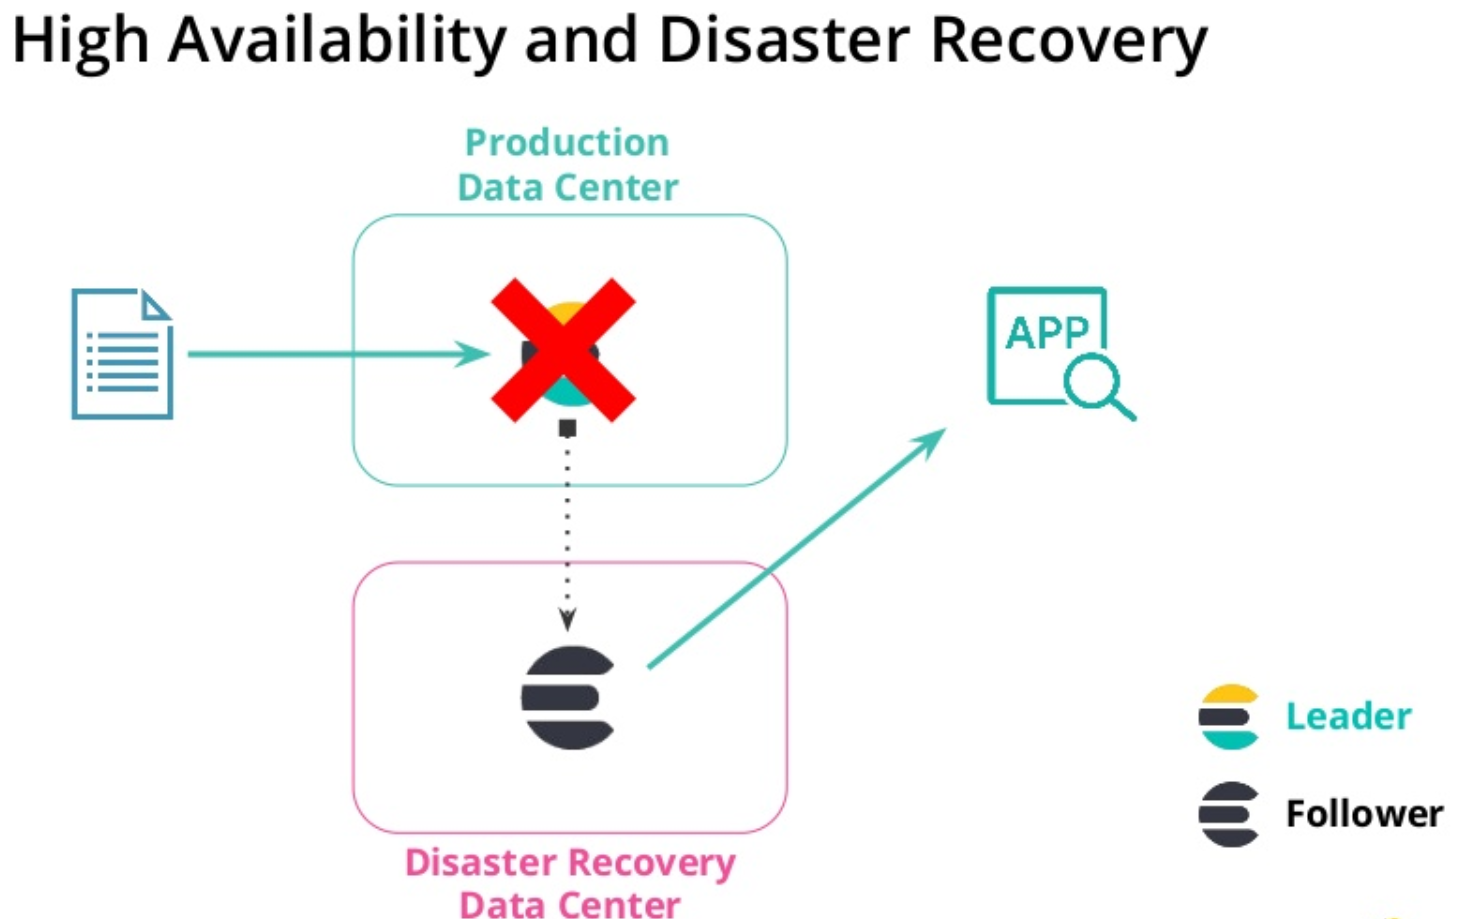 High Availability and Disaster Recovery
Production
Data Center
APP
Leader
Follower
Disaster Recovery
Data Center